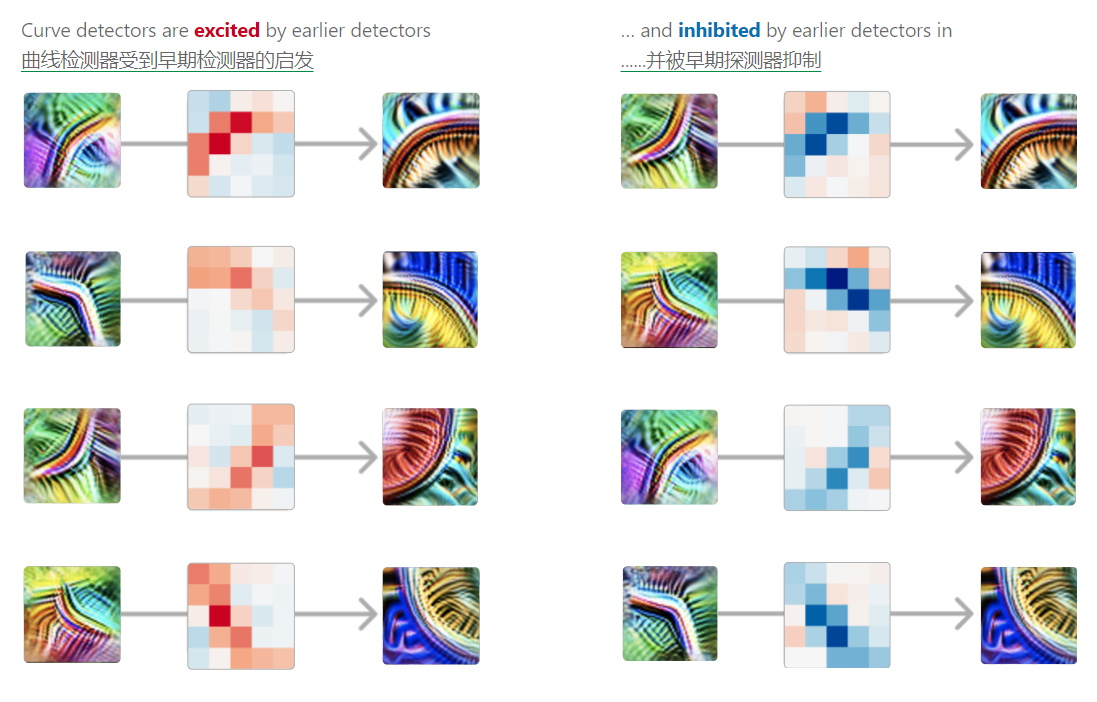 Curve detectors are excited by earlier detectors
曲线检测器受到早期检测器的启发
... and inhibited by earlier detectors in
......并被早期探测器抑制